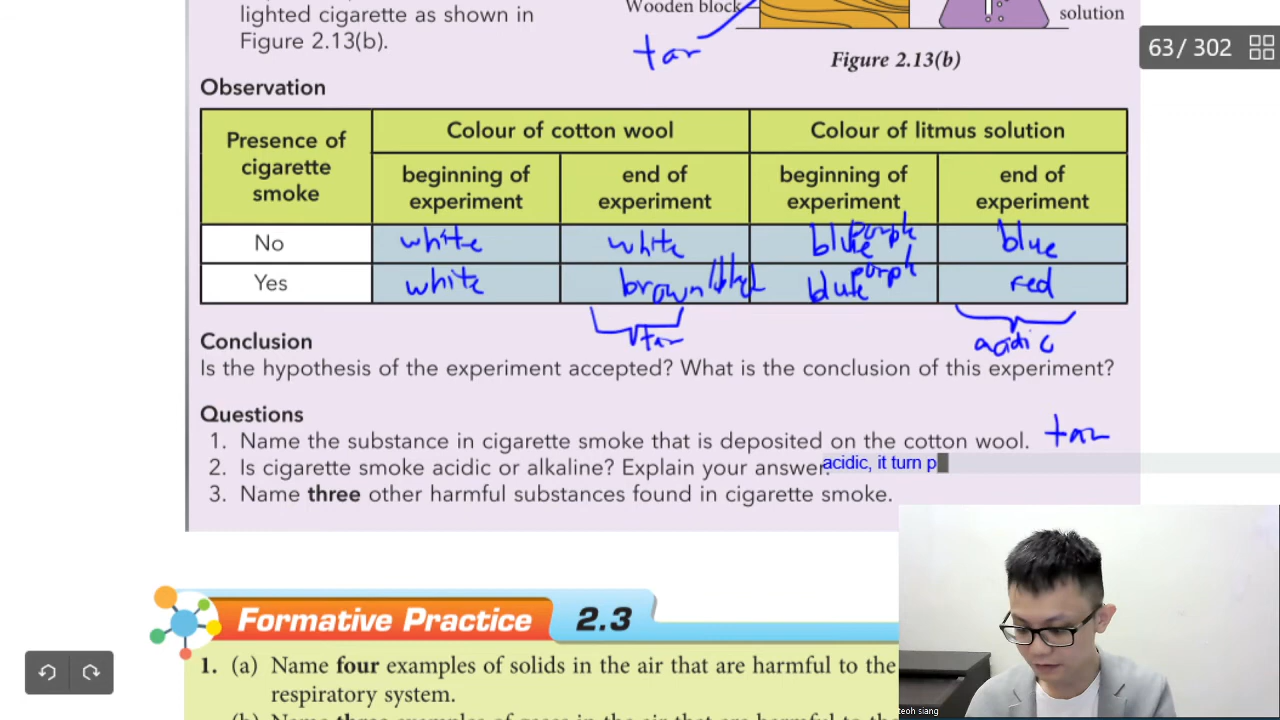 lighted cigarette as shown in
Figure 2.13(b).
Wooden block
solution
tar
Figure 2.13(b)
63 / 302
Observation
Presence of cigarette smoke
Colour of cotton wool
Colour of litmus solution
beginning of experiment
end of experiment
beginning of experiment
end of experiment
No white white blue purple blue
Yes white brown red
tar
acidic
Conclusion
Is the hypothesis of the experiment accepted? What is the conclusion of this experiment?
Questions
1. Name the substance in cigarette smoke that is deposited on the cotton wool. tar
2. Is cigarette smoke acidic or alkaline? Explain your answer. acidic, it turn p
3. Name three other harmful substances found in cigarette smoke.
Formative Practice 2.3
1. (a) Name four examples of solids in the air that are harmful to the
respiratory system.
teoh siang